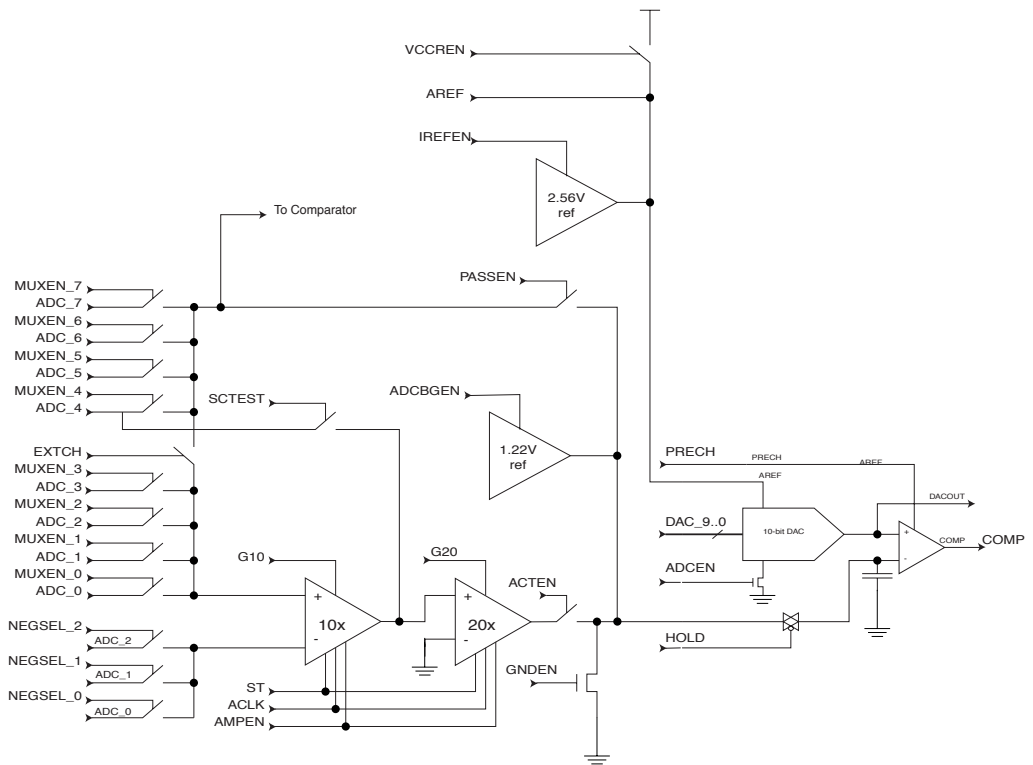 VCCREN
AREF
IREFEN
2.56V
ref
To Comparator
PASSEN
MUXEN_7
ADC_7
MUXEN_6
ADC_6
MUXEN_5
ADC_5
MUXEN_4
ADC_4
SCTEST
ADCBGEN
1.22V
ref
EXTCH
MUXEN_3
ADC_3
MUXEN_2
ADC_2
MUXEN_1
ADC_1
MUXEN_0
ADC_0
PRECH
PRECH
AREF
AREF
DACOUT
DAC_9..0
10-bit DAC
+
-
COMP
COMP
ADCEN
G10
G20
ACTEN
+
10x
-
+
20x
-
HOLD
NEGSEL_2
ADC_2
NEGSEL_1
ADC_1
NEGSEL_0
ADC_0
GNDEN
ST
ACLK
AMPEN